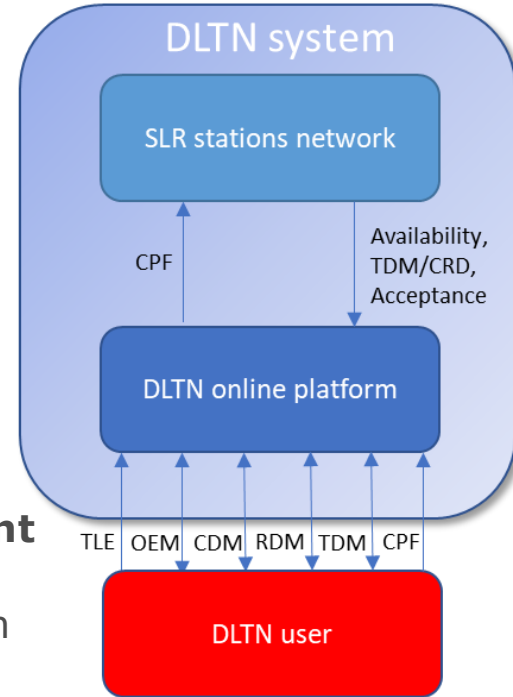 DLTN system
SLR stations network
CPF
Availability,
TDM/CRD,
Acceptance
DLTN online platform
nt
TLE OEM CDM RDM TDM CPF
n
DLTN user